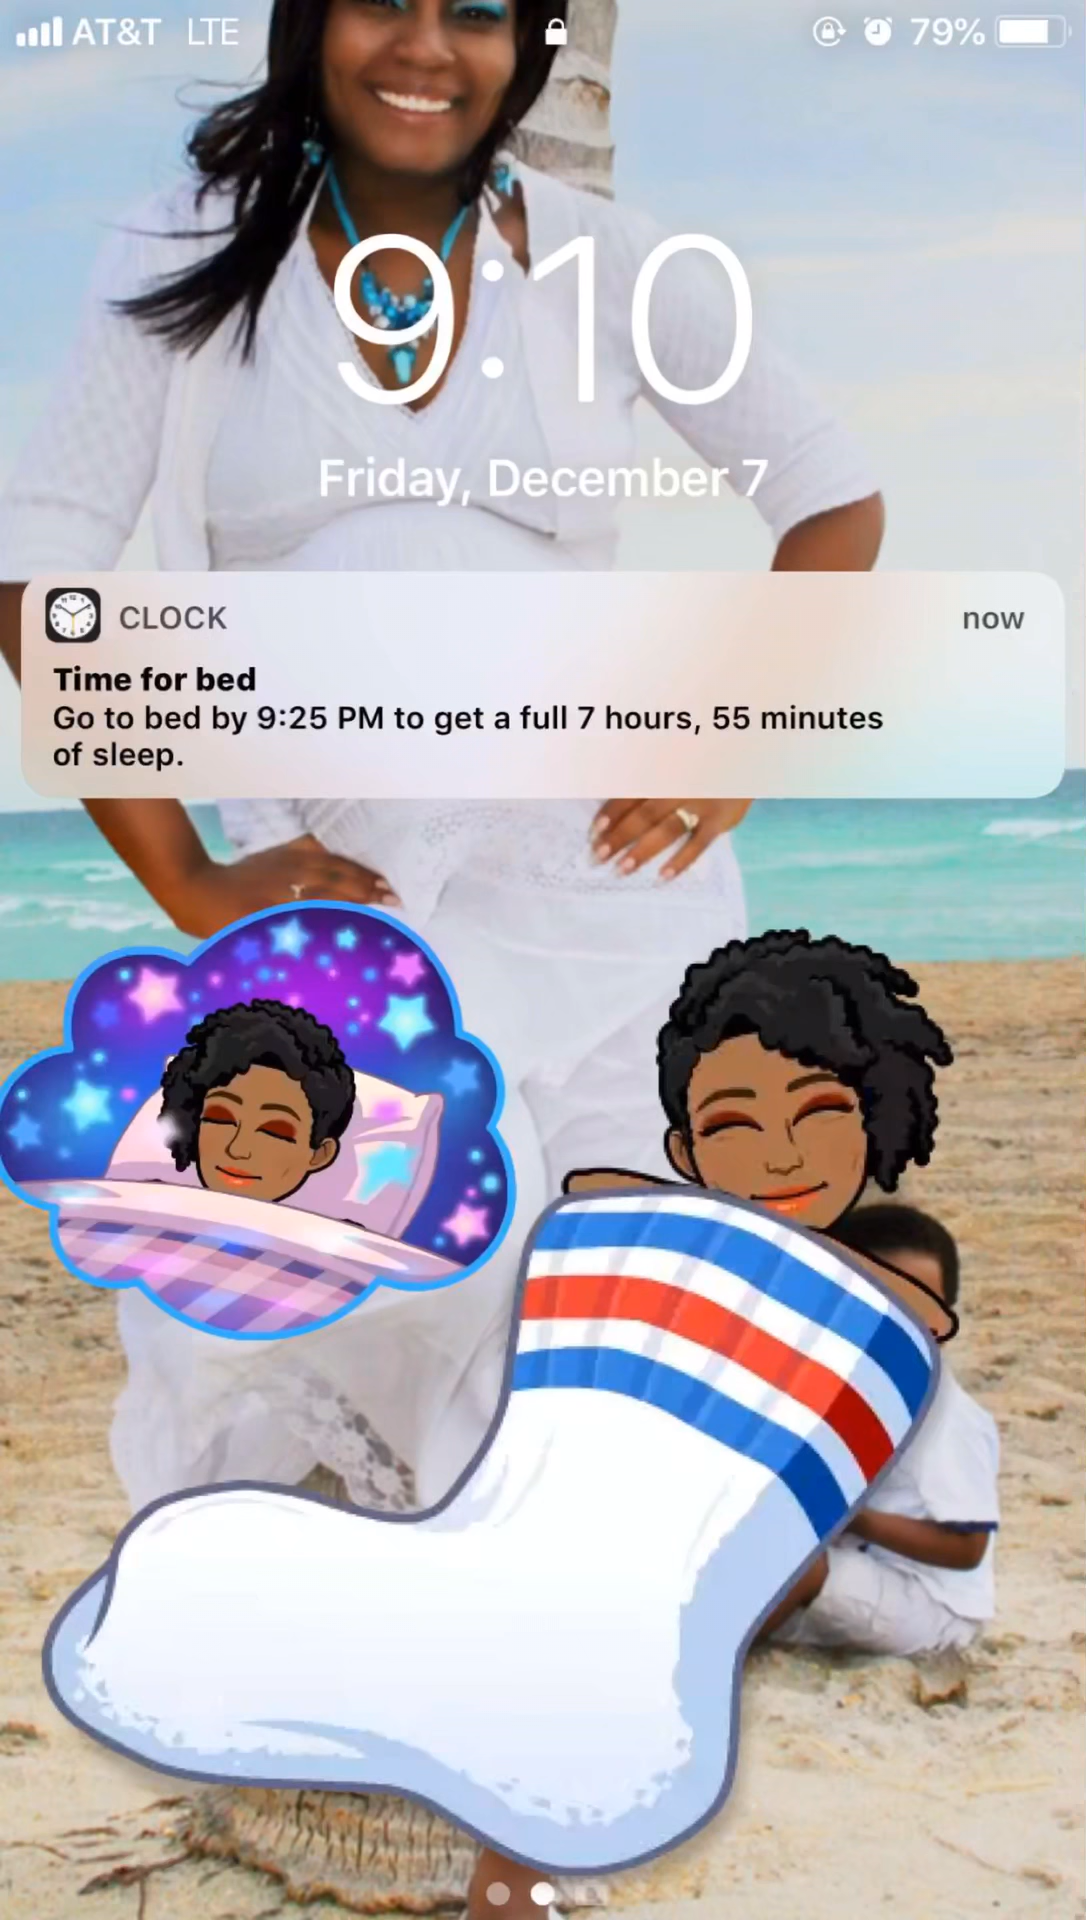 AT&T LTE 79%
9:10
Friday, December 7
CLOCK now
Time for bed
Go to bed by 9:25 PM to get a full 7 hours, 55 minutes
of sleep.